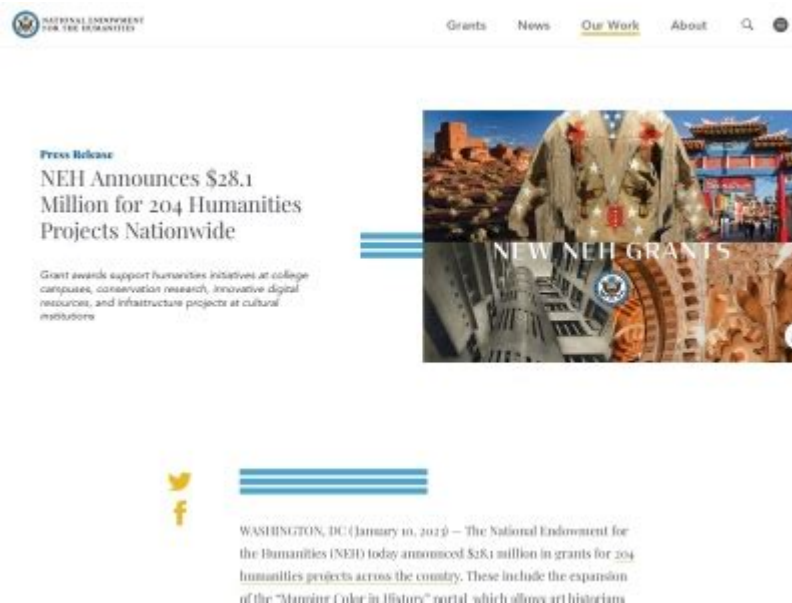 NATIONAL ENDOWMENT
FOR THE HUMANITIES
Grants News Our Work About
Press Release
NEH Announces $28.1
Million for 204 Humanities
Projects Nationwide
Grant awards support humanities initiatives at college
campuses, conservation research, innovative digital
resources, and infrastructure projects at cultural
institutions
NEW NEH GRANTS
WASHINGTON, DC (January 10, 2023) — The National Endowment for
the Humanities (NEH) today announced $28.1 million in grants for 204
humanities projects across the country. These include the expansion
of the “Mapping Color in History” portal which allows art historians